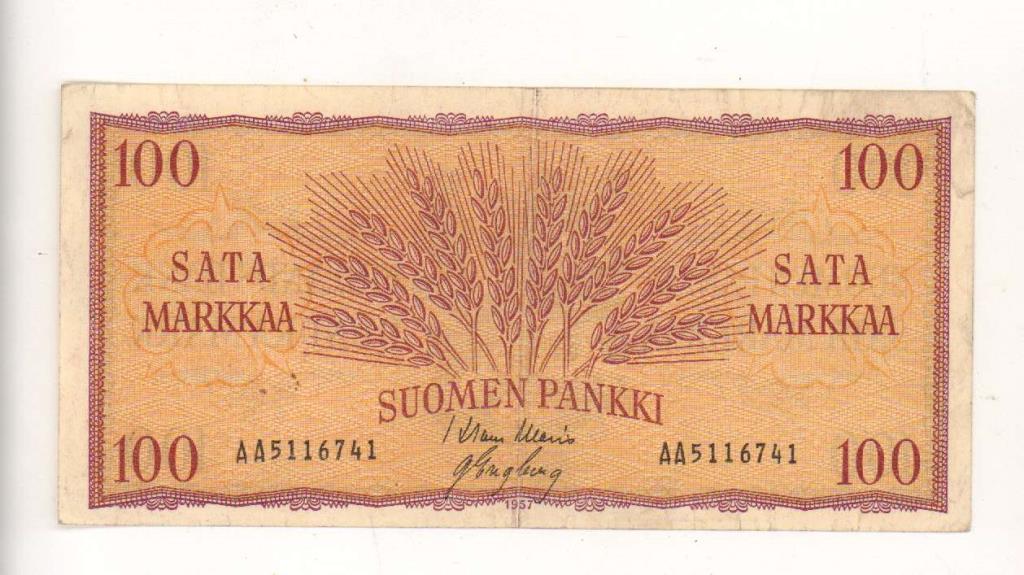 100 100
SATA MARKKAA
SATA MARKKAA
SUOMEN PANKKI
100 AA5116741 AA5116741 100
1957